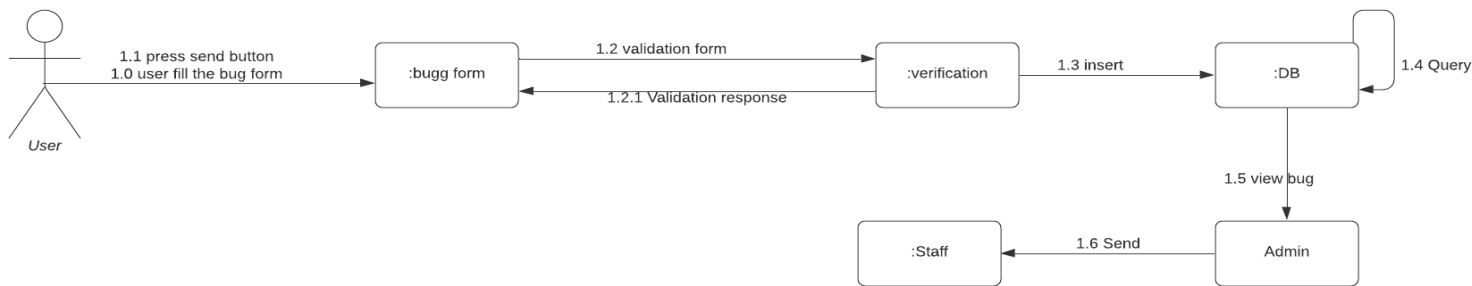 1.1 press send button
1.0 user fill the bug form
User
:bugg form
1.2 validation form
1.2.1 Validation response
:verification
1.3 insert
:DB
1.4 Query
1.5 view bug
:Staff
1.6 Send
Admin